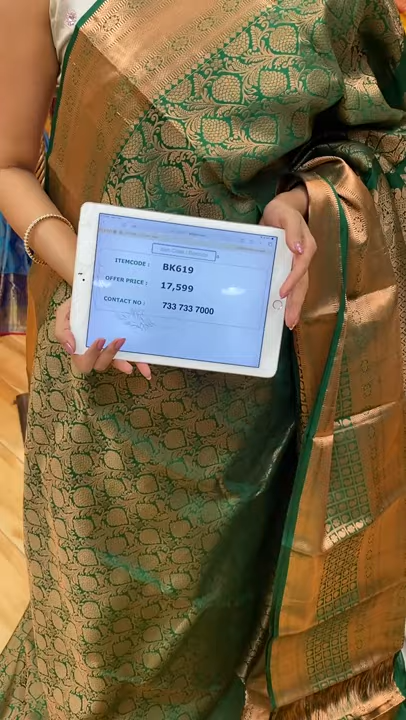 ITEMCODE : BK619
OFFER PRICE : 17,599
CONTACT NO : 733 733 7000